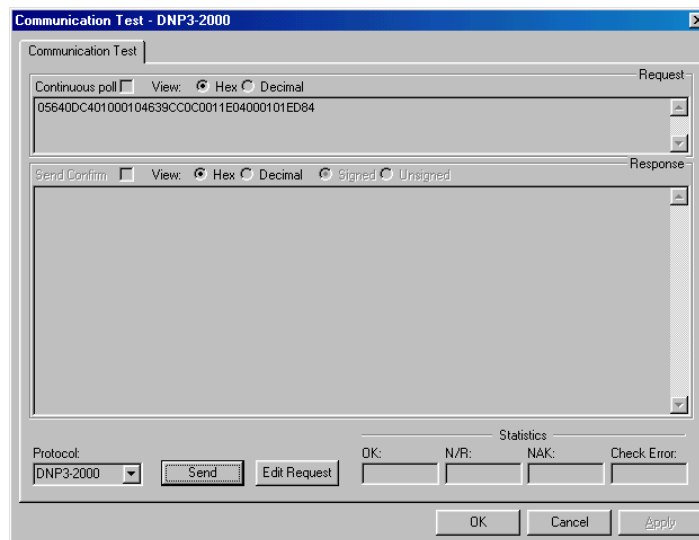 Communication Test - DNP3-2000
Communication Test
Request
Continuous poll View: Hex Decimal
05640DC401000104639CC0C0011E04000101ED84
Response
Send Confirm View: Hex Decimal Signed Unsigned
Statistics
Protocol: OK: N/R: NAK: Check Error:
DNP3-2000 Send Edit Request
OK Cancel Apply